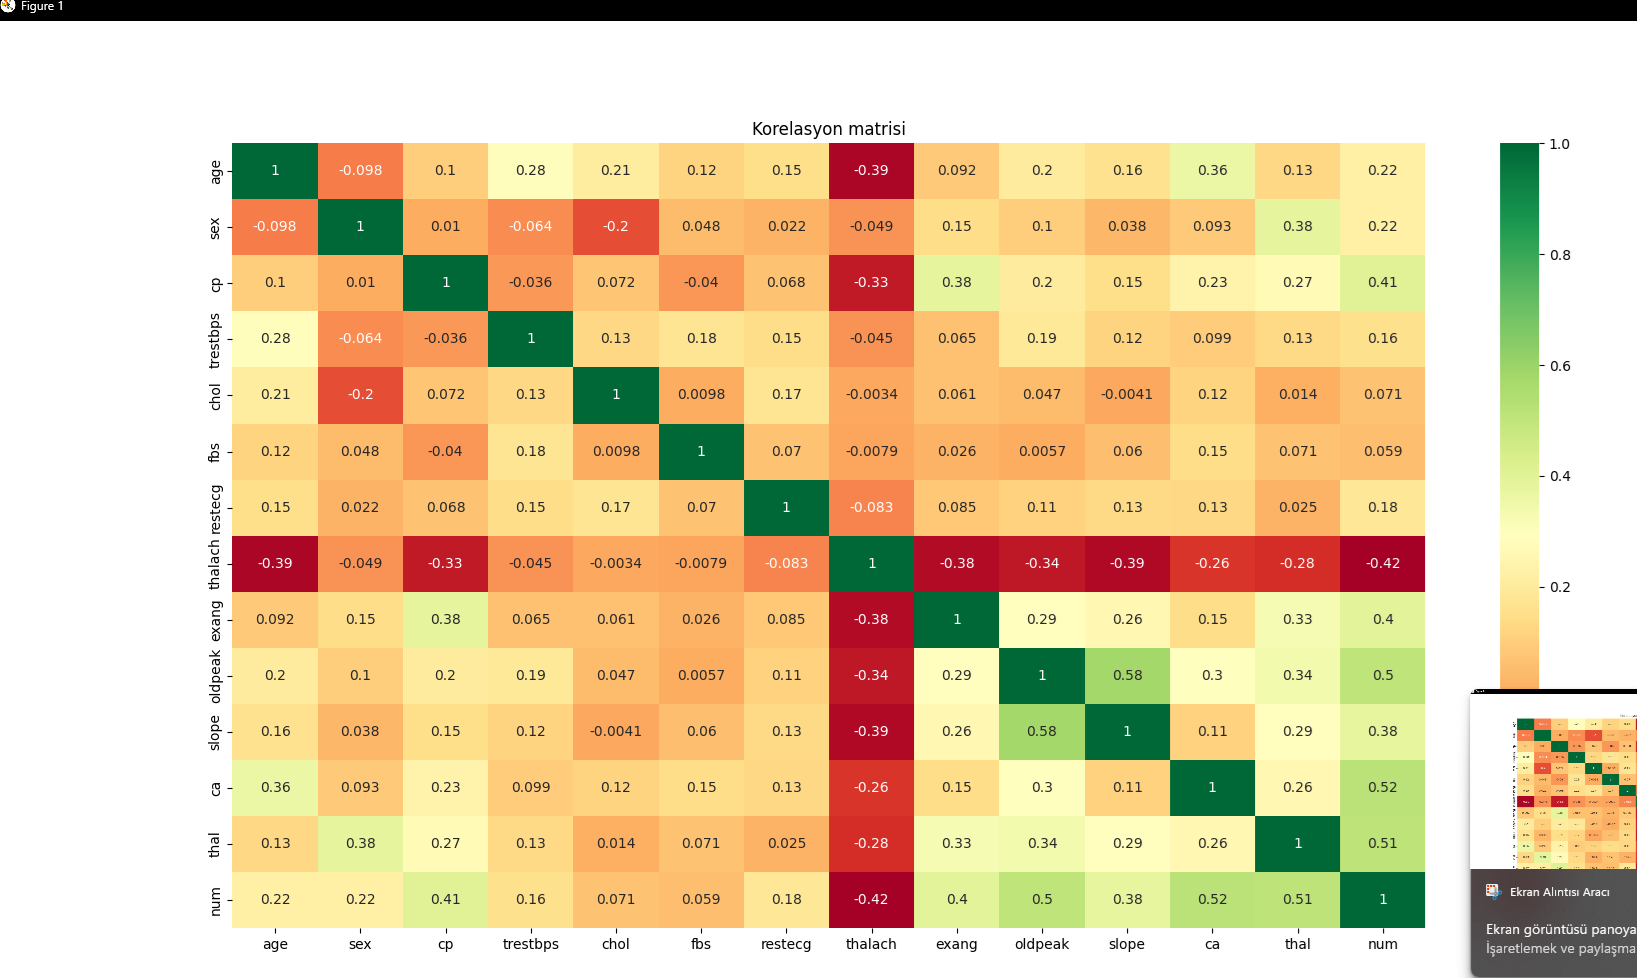 Figure 1
Korelasyon matrisi
age 1 -0.098 0.1 0.28 0.21 0.12 0.15 -0.39 0.092 0.2 0.16 0.36 0.13 0.22
sex -0.098 1 0.01 -0.064 -0.2 0.048 0.022 -0.049 0.15 0.1 0.038 0.093 0.38 0.22
cp 0.1 0.01 1 -0.036 0.072 -0.04 0.068 -0.33 0.38 0.2 0.15 0.23 0.27 0.41
trestbps 0.28 -0.064 -0.036 1 0.13 0.18 0.15 -0.045 0.065 0.19 0.12 0.099 0.13 0.16
chol 0.21 -0.2 0.072 0.13 1 0.0098 0.17 -0.0034 0.061 0.047 -0.0041 0.12 0.014 0.071
fbs 0.12 0.048 -0.04 0.18 0.0098 1 0.07 -0.0079 0.026 0.0057 0.06 0.15 0.071 0.059
restecg 0.15 0.022 0.068 0.15 0.17 0.07 1 -0.083 0.085 0.11 0.13 0.13 0.025 0.18
thalach -0.39 -0.049 -0.33 -0.045 -0.0034 -0.0079 -0.083 1 -0.38 -0.34 -0.39 -0.26 -0.28 -0.42
exang 0.092 0.15 0.38 0.065 0.061 0.026 0.085 -0.38 1 0.29 0.26 0.15 0.33 0.4
oldpeak 0.2 0.1 0.2 0.19 0.047 0.0057 0.11 -0.34 0.29 1 0.58 0.3 0.34 0.5
slope 0.16 0.038 0.15 0.12 -0.0041 0.06 0.13 -0.39 0.26 0.58 1 0.11 0.29 0.38
ca 0.36 0.093 0.23 0.099 0.12 0.15 0.13 -0.26 0.15 0.3 0.11 1 0.26 0.52
thal 0.13 0.38 0.27 0.13 0.014 0.071 0.025 -0.28 0.33 0.34 0.29 0.26 1 0.51
num 0.22 0.22 0.41 0.16 0.071 0.059 0.18 -0.42 0.4 0.5 0.38 0.52 0.51 1
age sex cp trestbps chol fbs restecg thalach exang oldpeak slope ca thal num
1.0
0.8
0.6
0.4
0.2
Ekran Alıntısı Aracı
Ekran görüntüsü panoya
İşaretlemek ve paylaşma